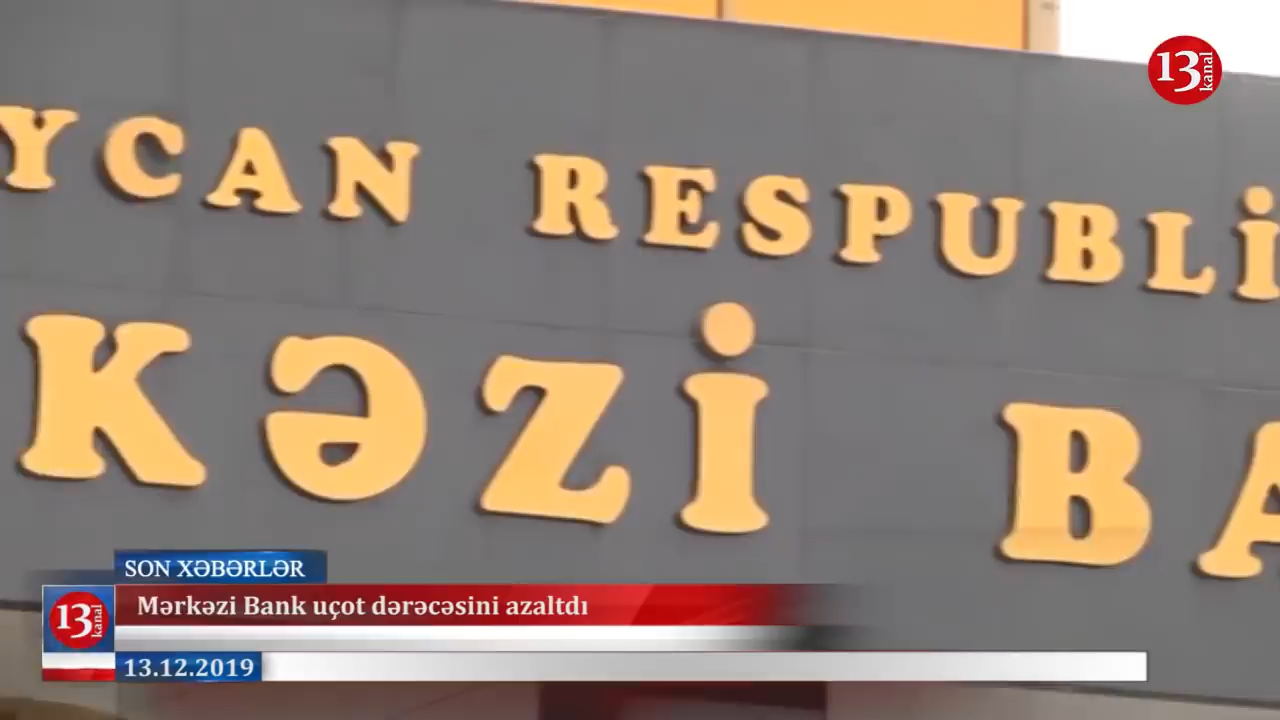 13 kanal
YCAN RESPUBLİ
KƏZİ BA
SON XƏBƏRLƏR
13 kanal
Mərkəzi Bank uçot dərəcəsini azaltdı
13.12.2019